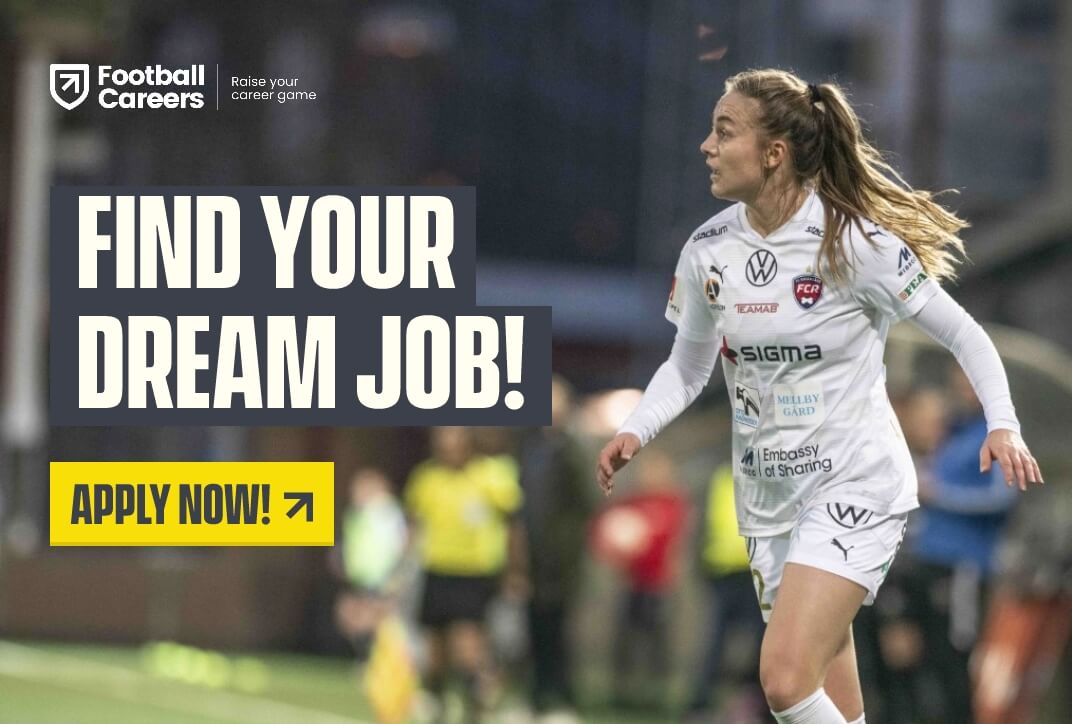 Football
Careers
Raise your
career game
FIND YOUR
DREAM JOB!
APPLY NOW!
stadium
FCR
TEAMAB
sigma
MELLBY
GÅRD
Embassy
of Sharing